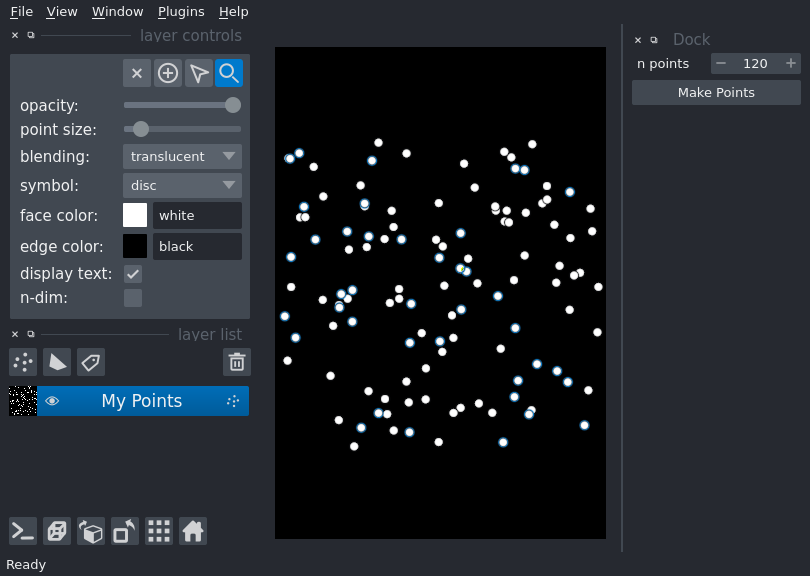 File View Window Plugins Help
layer controls
opacity:
point size:
blending: translucent
symbol: disc
face color: white
edge color: black
display text:
n-dim:
layer list
My Points
Dock
n points 120
Make Points
Ready